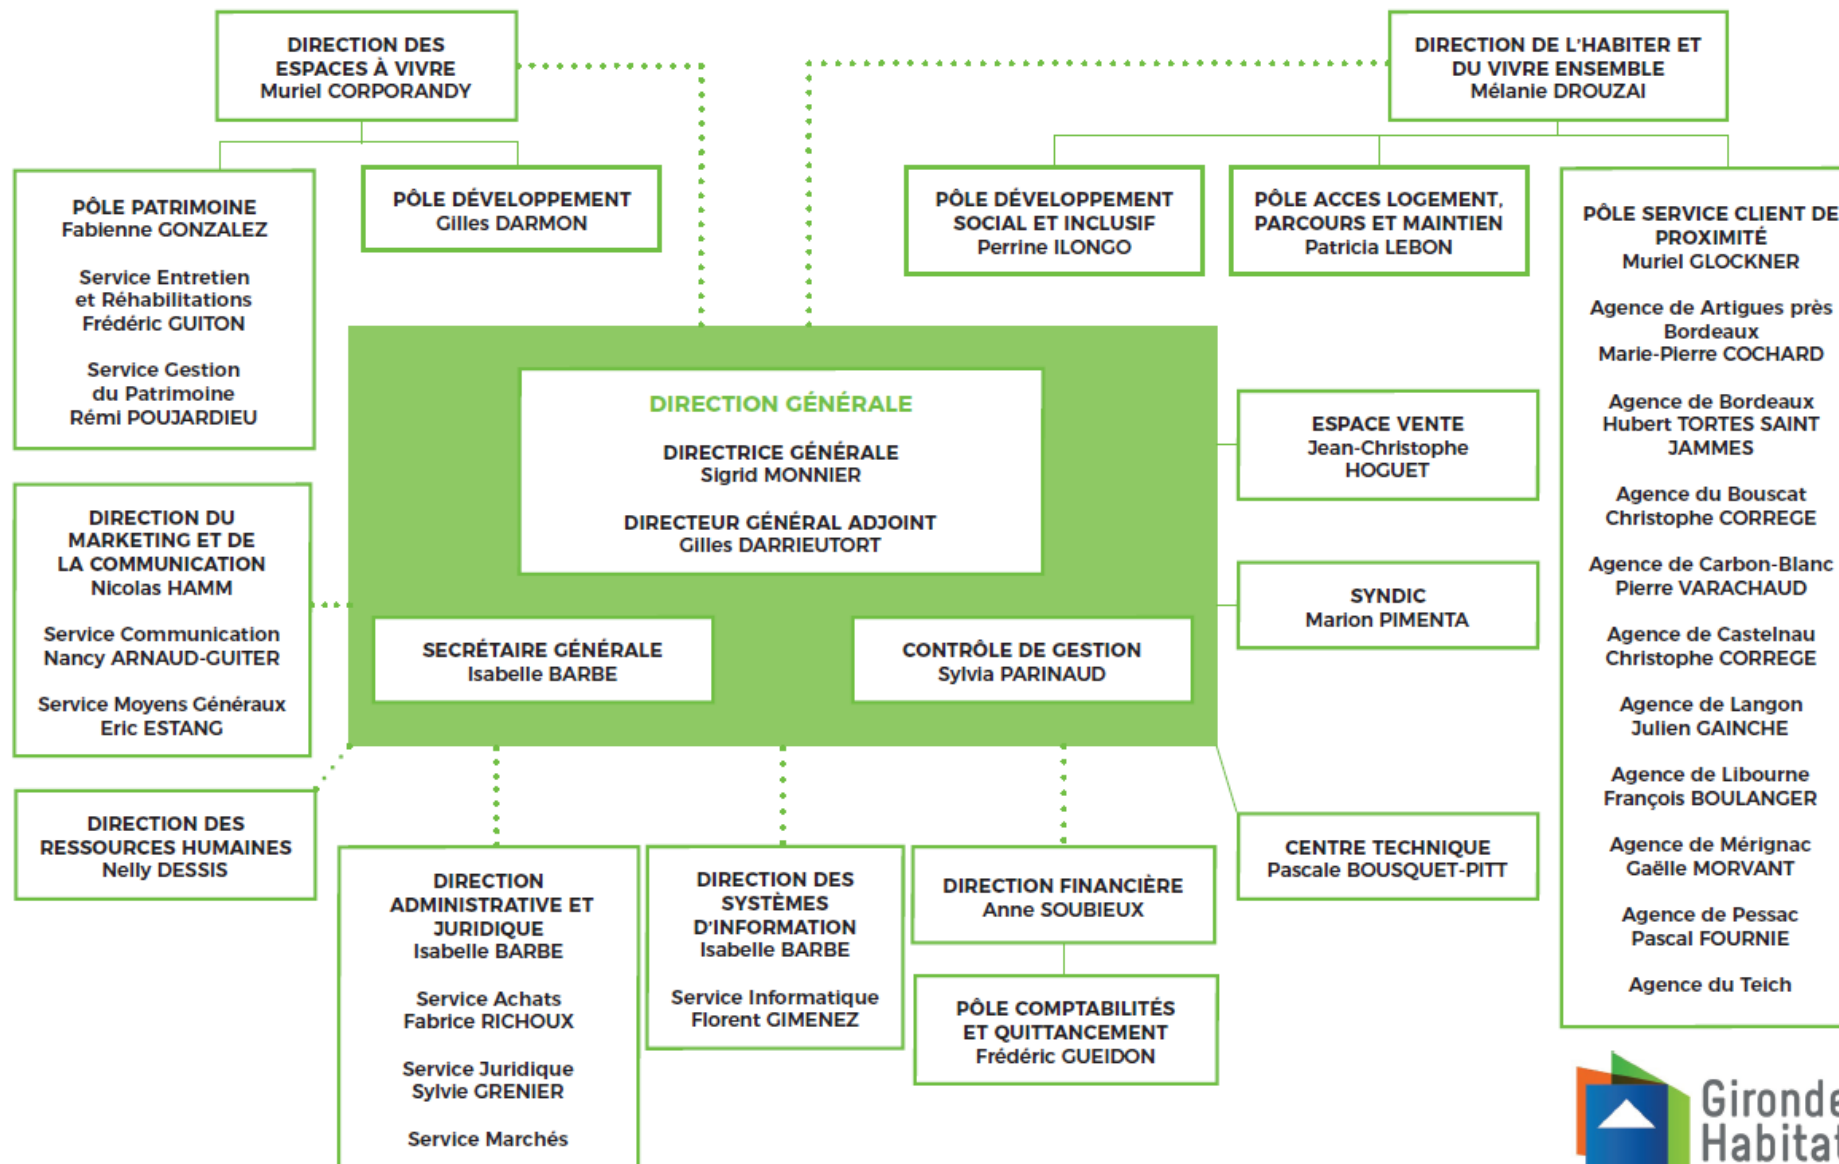 DIRECTION DES
ESPACES À VIVRE
Muriel CORPORANDY
DIRECTION DE L'HABITER ET
DU VIVRE ENSEMBLE
Mélanie DROUZAI
PÔLE PATRIMOINE
Fabienne GONZALEZ
Service Entretien
et Réhabilitations
Frédéric GUITON
Service Gestion
du Patrimoine
Rémi POUJARDIEU
PÔLE DÉVELOPPEMENT
Gilles DARMON
PÔLE DÉVELOPPEMENT
SOCIAL ET INCLUSIF
Perrine ILONGO
PÔLE ACCES LOGEMENT,
PARCOURS ET MAINTIEN
Patricia LEBON
PÔLE SERVICE CLIENT DE
PROXIMITÉ
Muriel GLOCKNER
Agence de Artigues près
Bordeaux
Marie-Pierre COCHARD
Agence de Bordeaux
Hubert TORTES SAINT
JAMMES
Agence du Bouscat
Christophe CORREGE
Agence de Carbon-Blanc
Pierre VARACHAUD
Agence de Castelnau
Christophe CORREGE
Agence de Langon
Julien GAINCHE
Agence de Libourne
François BOULANGER
Agence de Mérignac
Gaëlle MORVANT
Agence de Pessac
Pascal FOURNIE
Agence du Teich
DIRECTION GÉNÉRALE
DIRECTRICE GÉNÉRALE
Sigrid MONNIER
DIRECTEUR GÉNÉRAL ADJOINT
Gilles DARRIEUTORT
SECRÉTAIRE GÉNÉRALE
Isabelle BARBE
CONTRÔLE DE GESTION
Sylvia PARINAUD
ESPACE VENTE
Jean-Christophe
HOGUET
SYNDIC
Marion PIMENTA
CENTRE TECHNIQUE
Pascale BOUSQUET-PITT
DIRECTION DU
MARKETING ET DE
LA COMMUNICATION
Nicolas HAMM
Service Communication
Nancy ARNAUD-GUITER
Service Moyens Généraux
Eric ESTANG
DIRECTION DES
RESSOURCES HUMAINES
Nelly DESSIS
DIRECTION
ADMINISTRATIVE ET
JURIDIQUE
Isabelle BARBE
Service Achats
Fabrice RICHOUX
Service Juridique
Sylvie GRENIER
Service Marchés
DIRECTION DES
SYSTÈMES
D'INFORMATION
Isabelle BARBE
Service Informatique
Florent GIMENEZ
DIRECTION FINANCIÈRE
Anne SOUBIEUX
PÔLE COMPTABILITÉS
ET QUITTANCEMENT
Frédéric GUEIDON
Gironde
Habitat